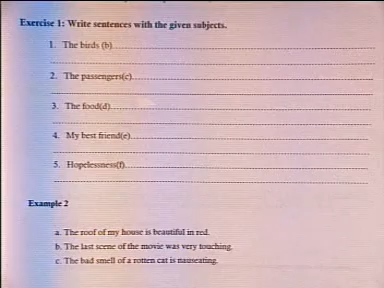 Exercise 1: Write sentences with the given subjects.
1. The birds (b)
2. The passengers(c)
3. The food(d)
4. My best friend(e)
5. Hopelessness(f)
Example 2
a. The roof of my house is beautiful in red.
b. The last scene of the movie was very touching.
c. The bad smell of a rotten cat is nauseating.